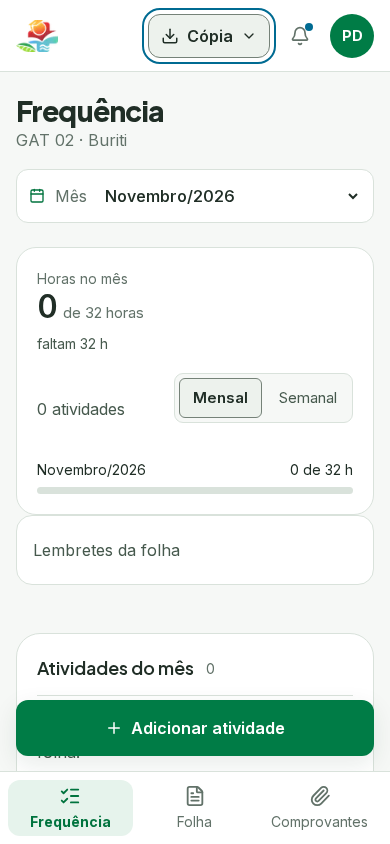 Cópia
PD
Frequência
GAT 02 · Buriti
Mês Novembro/2026
Horas no mês
0 de 32 horas
faltam 32 h
0 atividades
Mensal Semanal
Novembro/2026 0 de 32 h
Lembretes da folha
Atividades do mês 0
Adicionar atividade
Frequência Folha Comprovantes